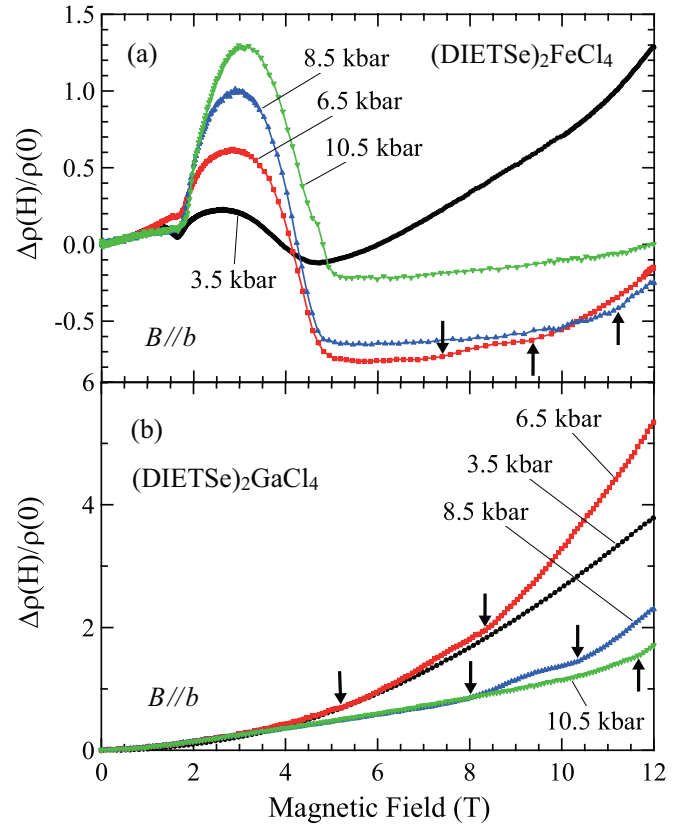 1.5
(a)
(DIETSe)₂FeCl₄
8.5 kbar
1.0
6.5 kbar
10.5 kbar
Δρ(H)/ρ(0)
0.5
0.0
3.5 kbar
-0.5
B//b
6
(b)
6.5 kbar
(DIETSe)₂GaCl₄
3.5 kbar
8.5 kbar
Δρ(H)/ρ(0)
4
2
B//b
10.5 kbar
0
0 2 4 6 8 10 12
Magnetic Field (T)